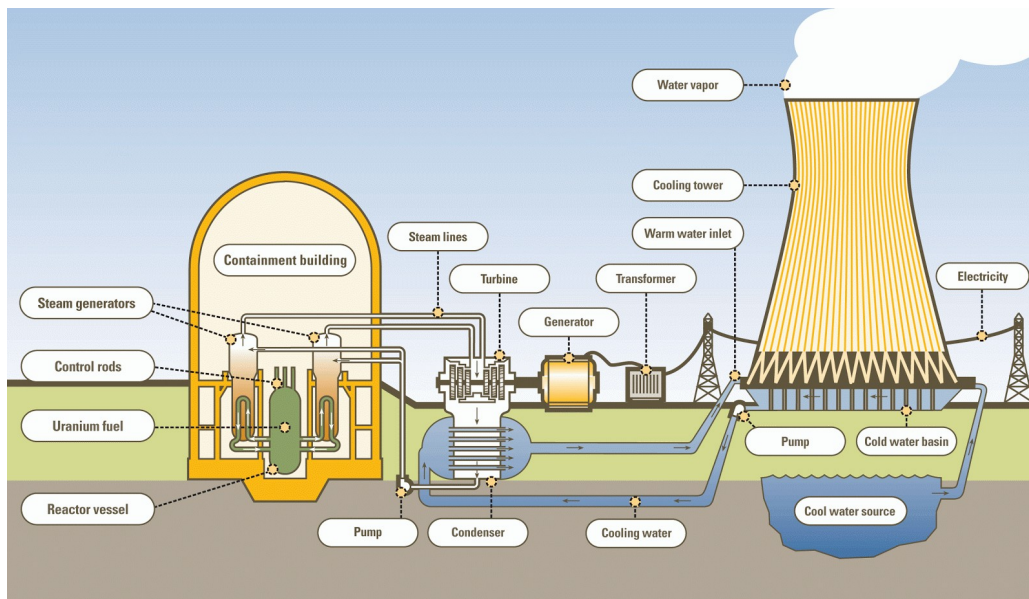 Water vapor
Cooling tower
Steam lines
Warm water inlet
Containment building
Turbine
Transformer
Electricity
Steam generators
Generator
Control rods
Uranium fuel
Pump
Cold water basin
Reactor vessel
Cool water source
Pump
Condenser
Cooling water